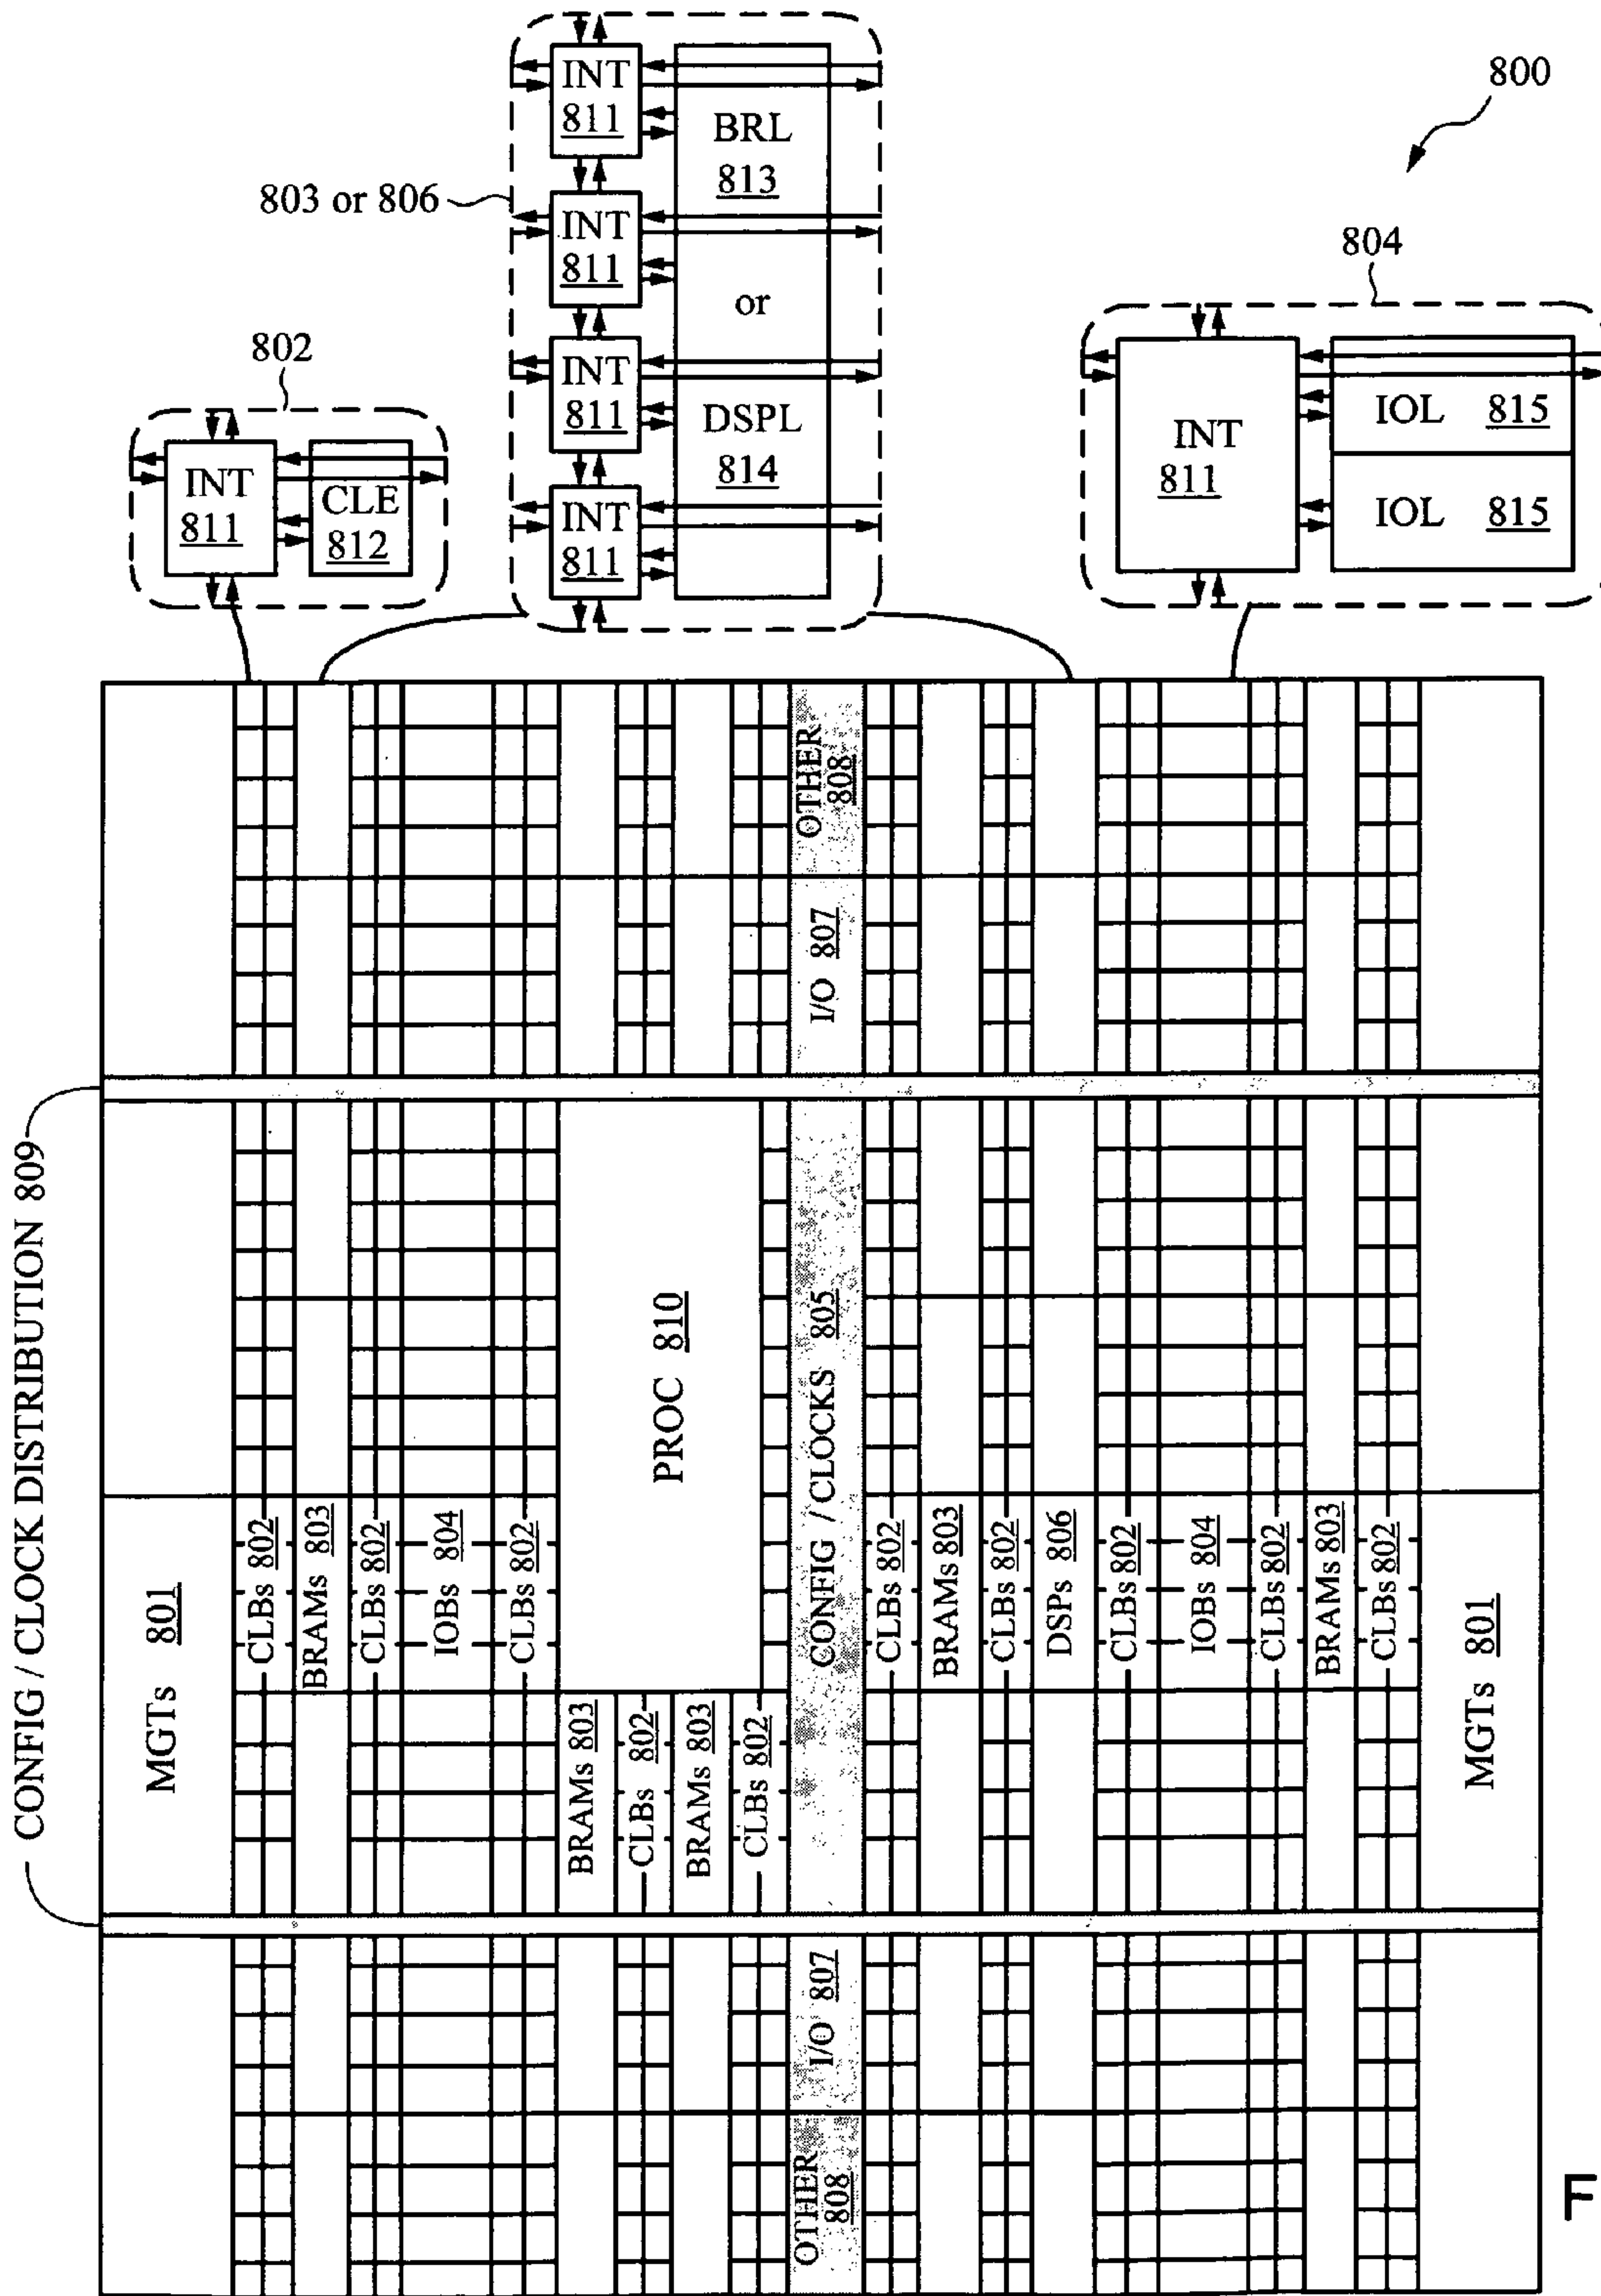 800
803 or 806
INT
811
INT
811
INT
811
INT
811
BRL
813
or
DSPL
814
804
INT
811
IOL 815
IOL 815
802
INT
811
CLE
812
OTHER
808
I/O 807
CONFIG / CLOCK DISTRIBUTION 809
PROC 810
CONFIG / CLOCKS 805
MGTs 801
CLBs 802
BRAMs 803
CLBs 802
IOBs 804
CLBs 802
BRAMs 803
CLBs 802
BRAMs 803
CLBs 802
CLBs 802
BRAMs 803
CLBs 802
DSPs 806
CLBs 802
IOBs 804
CLBs 802
BRAMs 803
CLBs 802
MGTs 801
I/O 807
OTHER
808
F